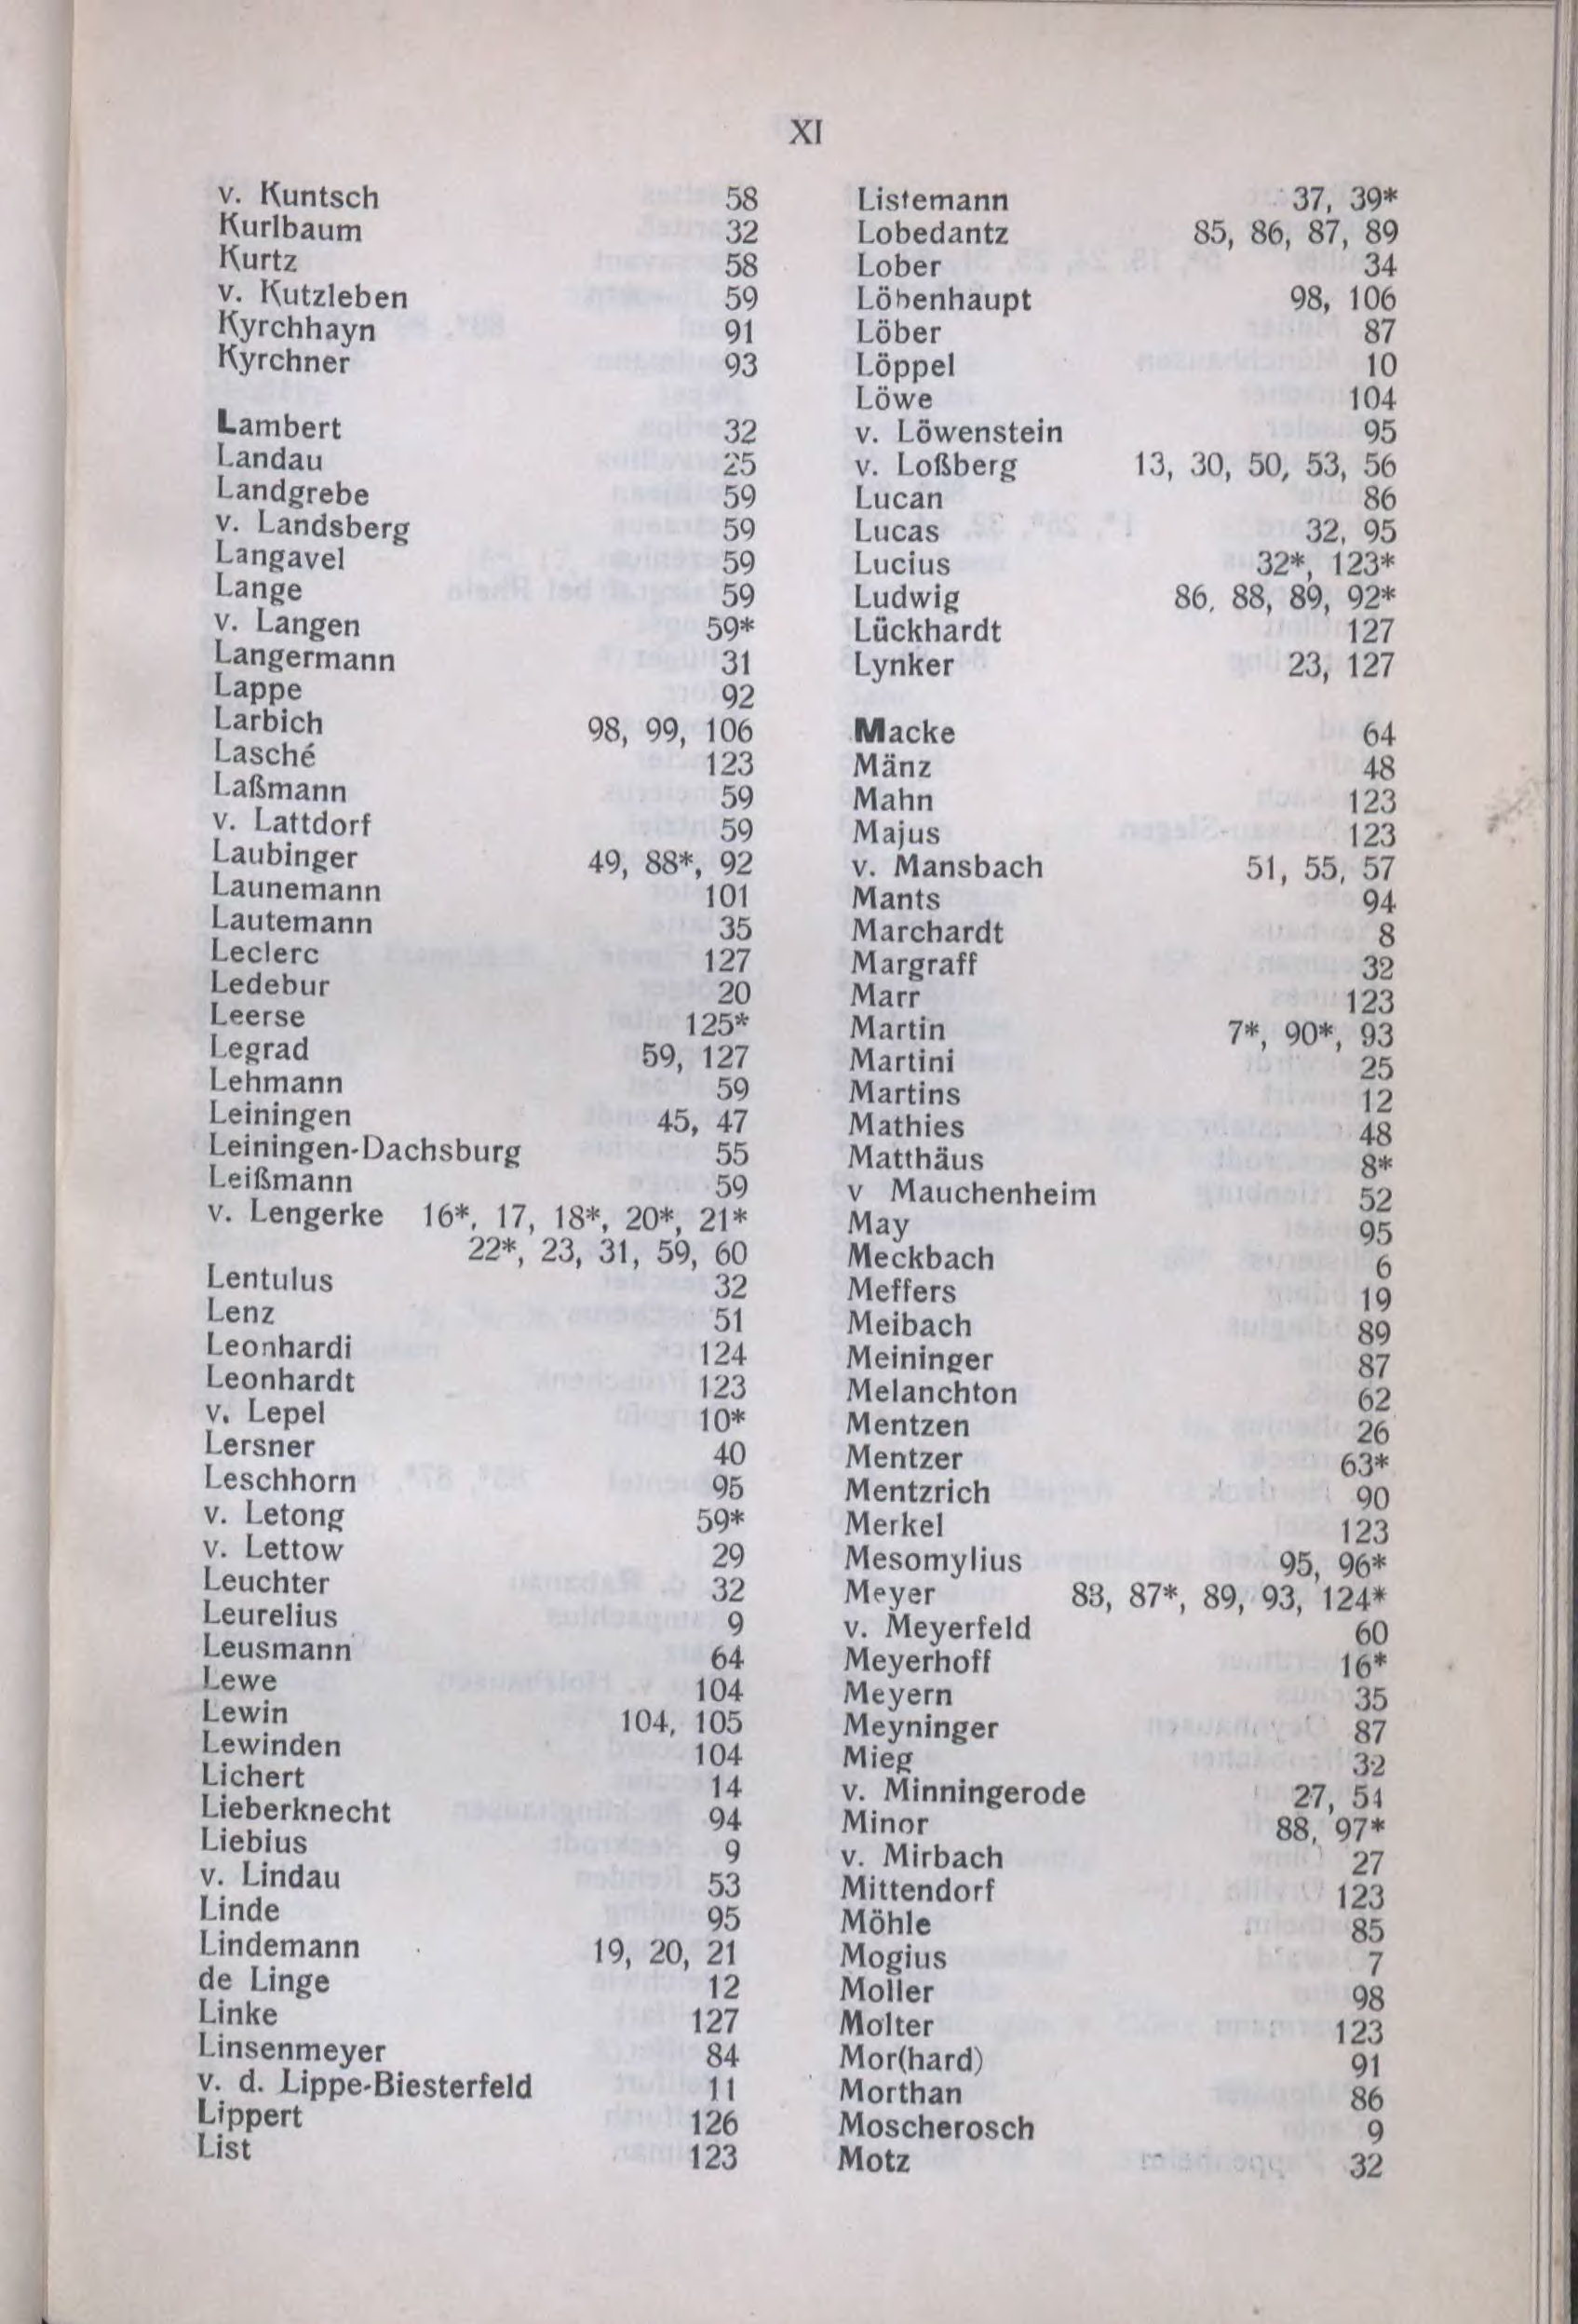 XI
v. Kuntsch 58
Kurlbaum 32
Kurtz 58
v. Kutzleben 59
Kyrchhayn 91
Kyrchner 93
Lambert 32
Landau 25
Landgrebe 59
v. Landsberg 59
Langavel 59
Lange 59
v. Langen 59*
Langermann 31
Lappe 92
Larbich 98, 99, 106
Lasché 123
Laßmann 59
v. Lattdorf 59
Laubinger 49, 88*, 92
Launemann 101
Lautemann 35
Leclerc 127
Ledebur 20
Leerse 125*
Legrad 59, 127
Lehmann 59
Leiningen 45, 47
Leiningen-Dachsburg 55
Leißmann 59
v. Lengerke 16*, 17, 18*, 20*, 21*
22*, 23, 31, 59, 60
Lentulus 32
Lenz 51
Leonhardi 124
Leonhardt 123
v. Lepel 10*
Lersner 40
Leschhorn 95
v. Letong 59*
v. Lettow 29
Leuchter 32
Leurelius 9
Leusmann 64
Lewe 104
Lewin 104, 105
Lewinden 104
Lichert 14
Lieberknecht 94
Liebius 9
v. Lindau 53
Linde 95
Lindemann 19, 20, 21
de Linge 12
Linke 127
Linsenmeyer 84
v. d. Lippe-Biesterfeld 11
Lippert 126
List 123
Listemann 37, 39*
Lobedantz 85, 86, 87, 89
Lober 34
Löbenhaupt 98, 106
Löber 87
Löppel 10
Löwe 104
v. Löwenstein 95
v. Loßberg 13, 30, 50, 53, 56
Lucan 86
Lucas 32, 95
Lucius 32*, 123*
Ludwig 86, 88, 89, 92*
Lückhardt 127
Lynker 23, 127
Macke 64
Mänz 48
Mahn 123
Majus 123
v. Mansbach 51, 55, 57
Mants 94
Marchardt 8
Margraff 32
Marr 123
Martin 7*, 90*, 93
Martini 25
Martins 12
Mathies 48
Matthäus 8*
v Mauchenheim 52
May 95
Meckbach 6
Meffers 19
Meibach 89
Meininger 87
Melanchton 62
Mentzen 26
Mentzer 63*
Mentzrich 90
Merkel 123
Mesomylius 95, 96*
Meyer 83, 87*, 89, 93, 124*
v. Meyerfeld 60
Meyerhoff 16*
Meyern 35
Meyninger 87
Mieg 32
v. Minningerode 27, 54
Minor 88, 97*
v. Mirbach 27
Mittendorf 123
Möhle 85
Mogius 7
Moller 98
Molter 123
Mor(hard) 91
Morthan 86
Moscherosch 9
Motz 32